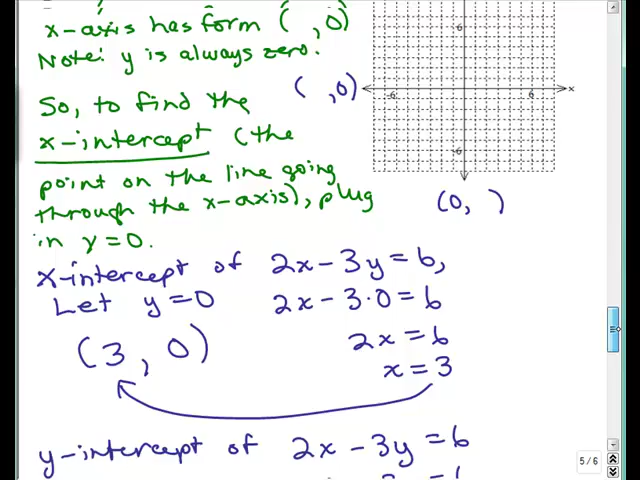 x-axis has form ( ,0)
Note: y is always zero.
( ,0)
So, to find the
x-intercept (the
point on the line going
through the x-axis), plug
in y=0.
6
-6
6
x
-6
(0, )
x-intercept of 2x-3y=6,
Let y=0 2x-3·0=6
(3, 0)
2x=6
x=3
y-intercept of 2x-3y=6
5/6